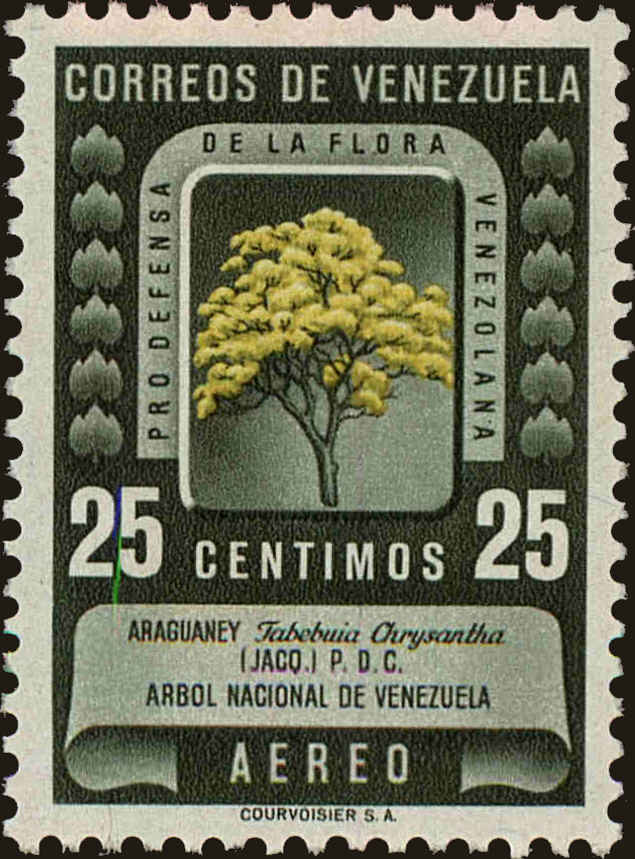 CORREOS DE VENEZUELA
PRO DEFENSA
DE LA FLORA
VENEZOLANA
25 CENTIMOS 25
ARAGUANEY Tabebuia Chrysantha
(JACQ.) P. D. C.
ARBOL NACIONAL DE VENEZUELA
AEREO
COURVOISIER S. A.